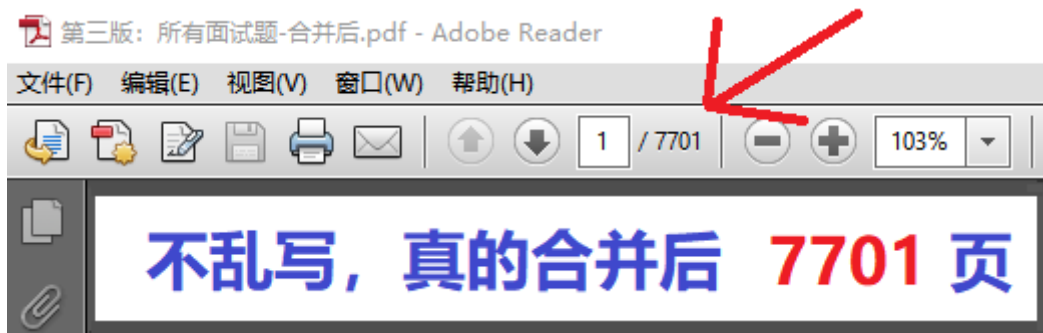 第三版：所有面试题-合并后.pdf - Adobe Reader
文件(F) 编辑(E) 视图(V) 窗口(W) 帮助(H)
1 / 7701 103%
不乱写，真的合并后 7701 页